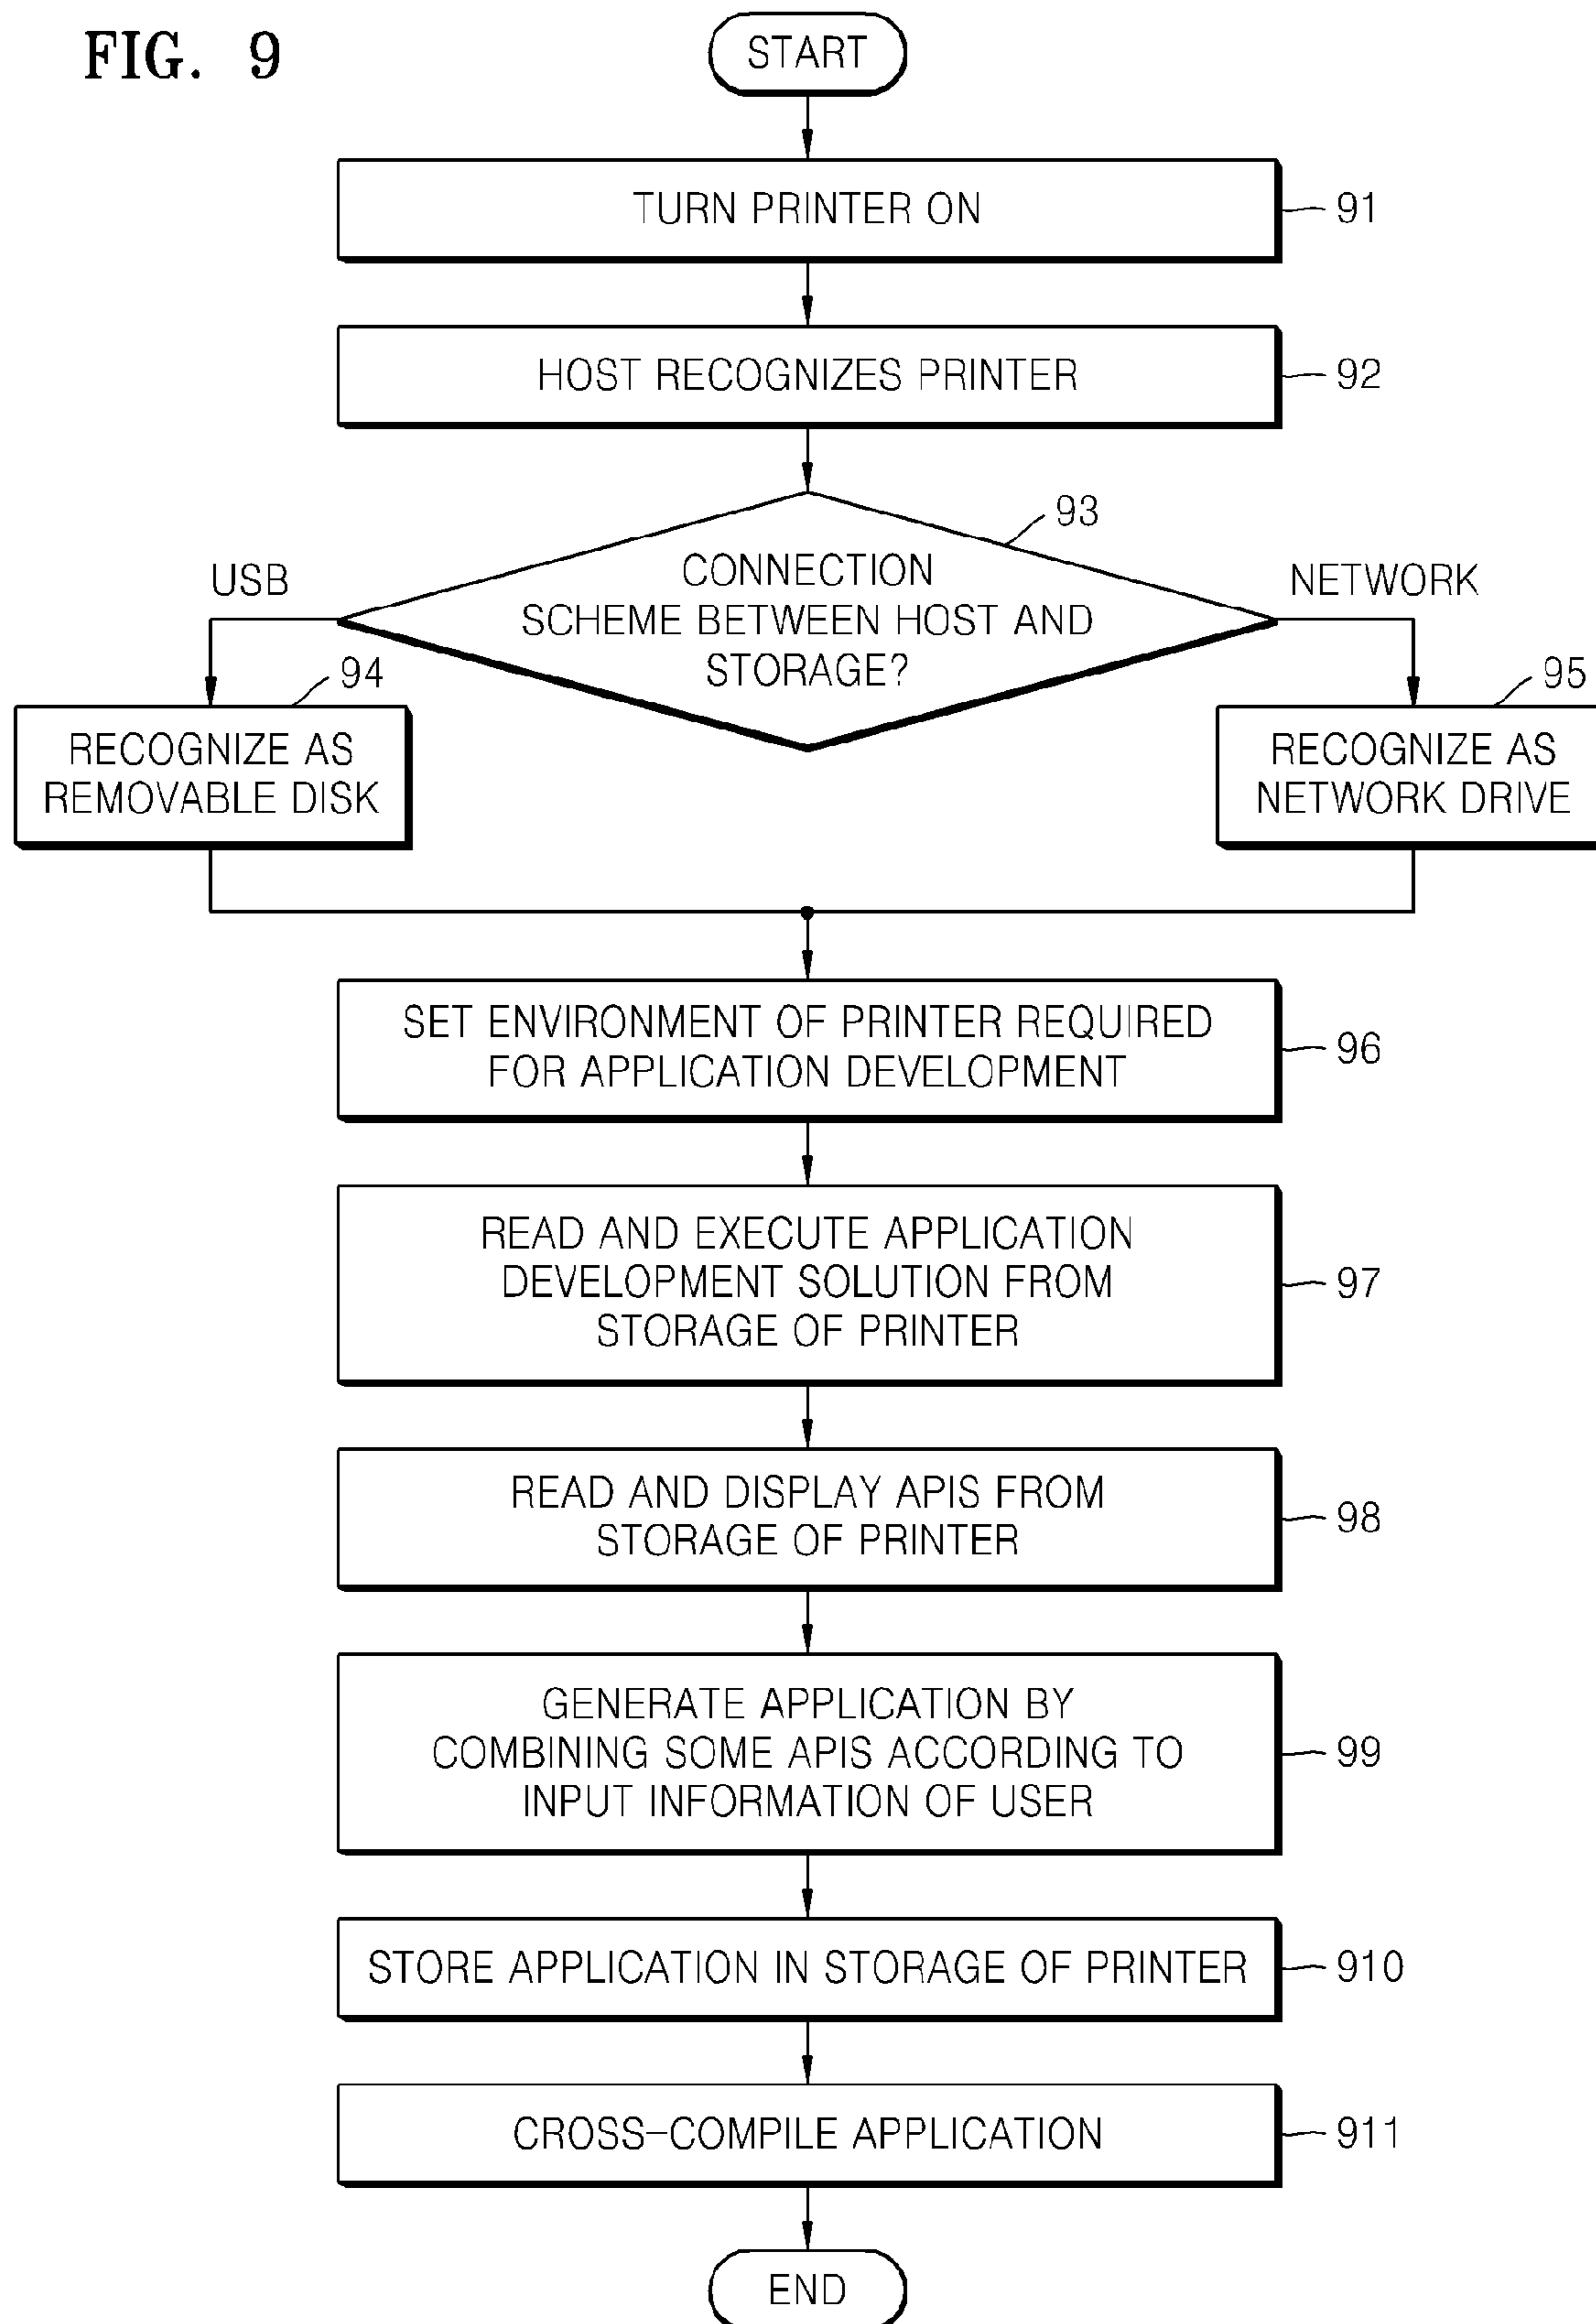 FIG. 9
START
TURN PRINTER ON
91
HOST RECOGNIZES PRINTER
92
93
CONNECTION
SCHEME BETWEEN HOST AND
STORAGE?
USB
NETWORK
94
RECOGNIZE AS
REMOVABLE DISK
95
RECOGNIZE AS
NETWORK DRIVE
SET ENVIRONMENT OF PRINTER REQUIRED
FOR APPLICATION DEVELOPMENT
96
READ AND EXECUTE APPLICATION
DEVELOPMENT SOLUTION FROM
STORAGE OF PRINTER
97
READ AND DISPLAY APIS FROM
STORAGE OF PRINTER
98
GENERATE APPLICATION BY
COMBINING SOME APIS ACCORDING TO
INPUT INFORMATION OF USER
99
STORE APPLICATION IN STORAGE OF PRINTER
910
CROSS-COMPILE APPLICATION
911
END